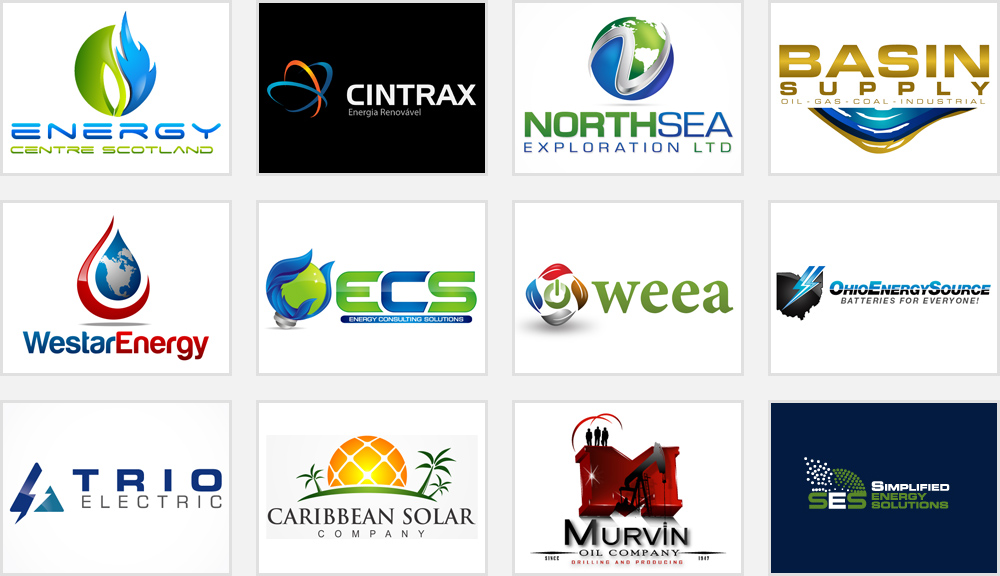 ENERGY
CENTRE SCOTLAND
CINTRAX
Energia Renovável
NORTHSEA
EXPLORATION LTD
BASIN
SUPPLY
OIL - GAS - COAL - INDUSTRIAL
WestarEnergy
ECS
ENERGY CONSULTING SOLUTIONS
weea
OHIOENERGYSOURCE
BATTERIES FOR EVERYONE!
TRIO
ELECTRIC
CARIBBEAN SOLAR
COMPANY
MURVIN
OIL COMPANY
SINCE 1947
DRILLING AND PRODUCING
SES SIMPLIFIED
ENERGY
SOLUTIONS